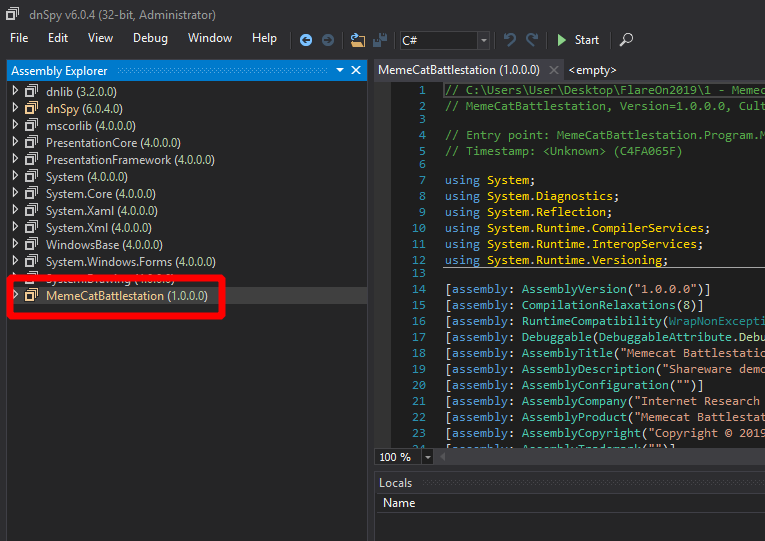 dnSpy v6.0.4 (32-bit, Administrator)
File Edit View Debug Window Help C# Start
Assembly Explorer
dnlib (3.2.0.0)
dnSpy (6.0.4.0)
mscorlib (4.0.0.0)
PresentationCore (4.0.0.0)
PresentationFramework (4.0.0.0)
System (4.0.0.0)
System.Core (4.0.0.0)
System.Xaml (4.0.0.0)
System.Xml (4.0.0.0)
WindowsBase (4.0.0.0)
System.Windows.Forms (4.0.0.0)
System.Drawing (4.0.0.0)
MemeCatBattlestation (1.0.0.0)
MemeCatBattlestation (1.0.0.0) <empty>
1 // C:\Users\User\Desktop\FlareOn2019\1 - Memec
2 // MemeCatBattlestation, Version=1.0.0.0, Cult
3
4 // Entry point: MemeCatBattlestation.Program.M
5 // Timestamp: <Unknown> (C4FA065F)
6
7 using System;
8 using System.Diagnostics;
9 using System.Reflection;
10 using System.Runtime.CompilerServices;
11 using System.Runtime.InteropServices;
12 using System.Runtime.Versioning;
13
14 [assembly: AssemblyVersion("1.0.0.0")]
15 [assembly: CompilationRelaxations(8)]
16 [assembly: RuntimeCompatibility(WrapNonExcepti
17 [assembly: Debuggable(DebuggableAttribute.Debu
18 [assembly: AssemblyTitle("Memecat Battlestatio
19 [assembly: AssemblyDescription("Shareware demo
20 [assembly: AssemblyConfiguration("")]
21 [assembly: AssemblyCompany("Internet Research
22 [assembly: AssemblyProduct("Memecat Battlestat
23 [assembly: AssemblyCopyright("Copyright © 2019
24 [assembly: AssemblyTrademark("")]
100 %
Locals
Name